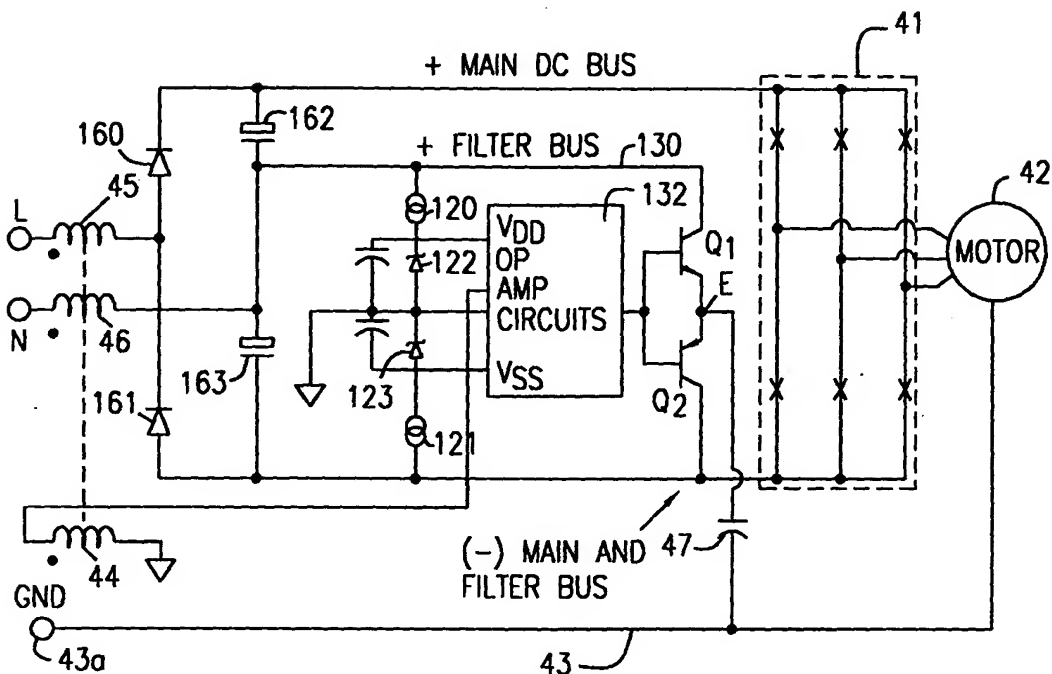 41
+ MAIN DC BUS
160
162
+ FILTER BUS
130
132
42
45
L
120
VDD
Q1
122
OP
E
MOTOR
AMP
CIRCUITS
N
46
163
VSS
123
Q2
161
121
(-) MAIN AND
FILTER BUS
47
44
GND
43a
43